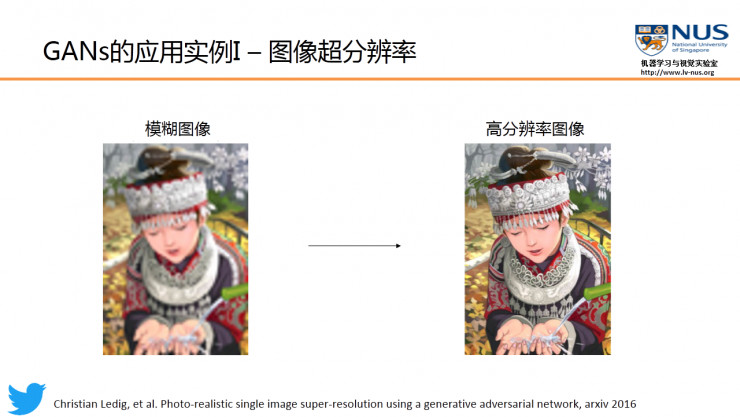 GANs的应用实例I – 图像超分辨率
NUS
National University
of Singapore
机器学习与视觉实验室
http://www.lv-nus.org
模糊图像
高分辨率图像
Christian Ledig, et al. Photo-realistic single image super-resolution using a generative adversarial network, arxiv 2016